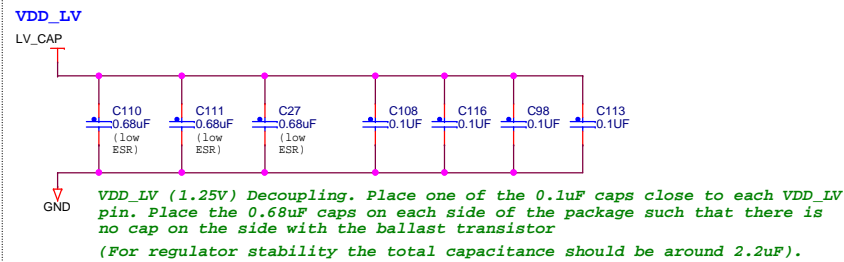 VDD_LV
LV_CAP
C110 C111 C27 C108 C116 C98 C113
0.68uF 0.68uF 0.68uF 0.1UF 0.1UF 0.1UF 0.1UF
(low (low (low
ESR) ESR) ESR)
GND
VDD_LV (1.25V) Decoupling. Place one of the 0.1uF caps close to each VDD_LV
pin. Place the 0.68uF caps on each side of the package such that there is
no cap on the side with the ballast transistor
(For regulator stability the total capacitance should be around 2.2uF).